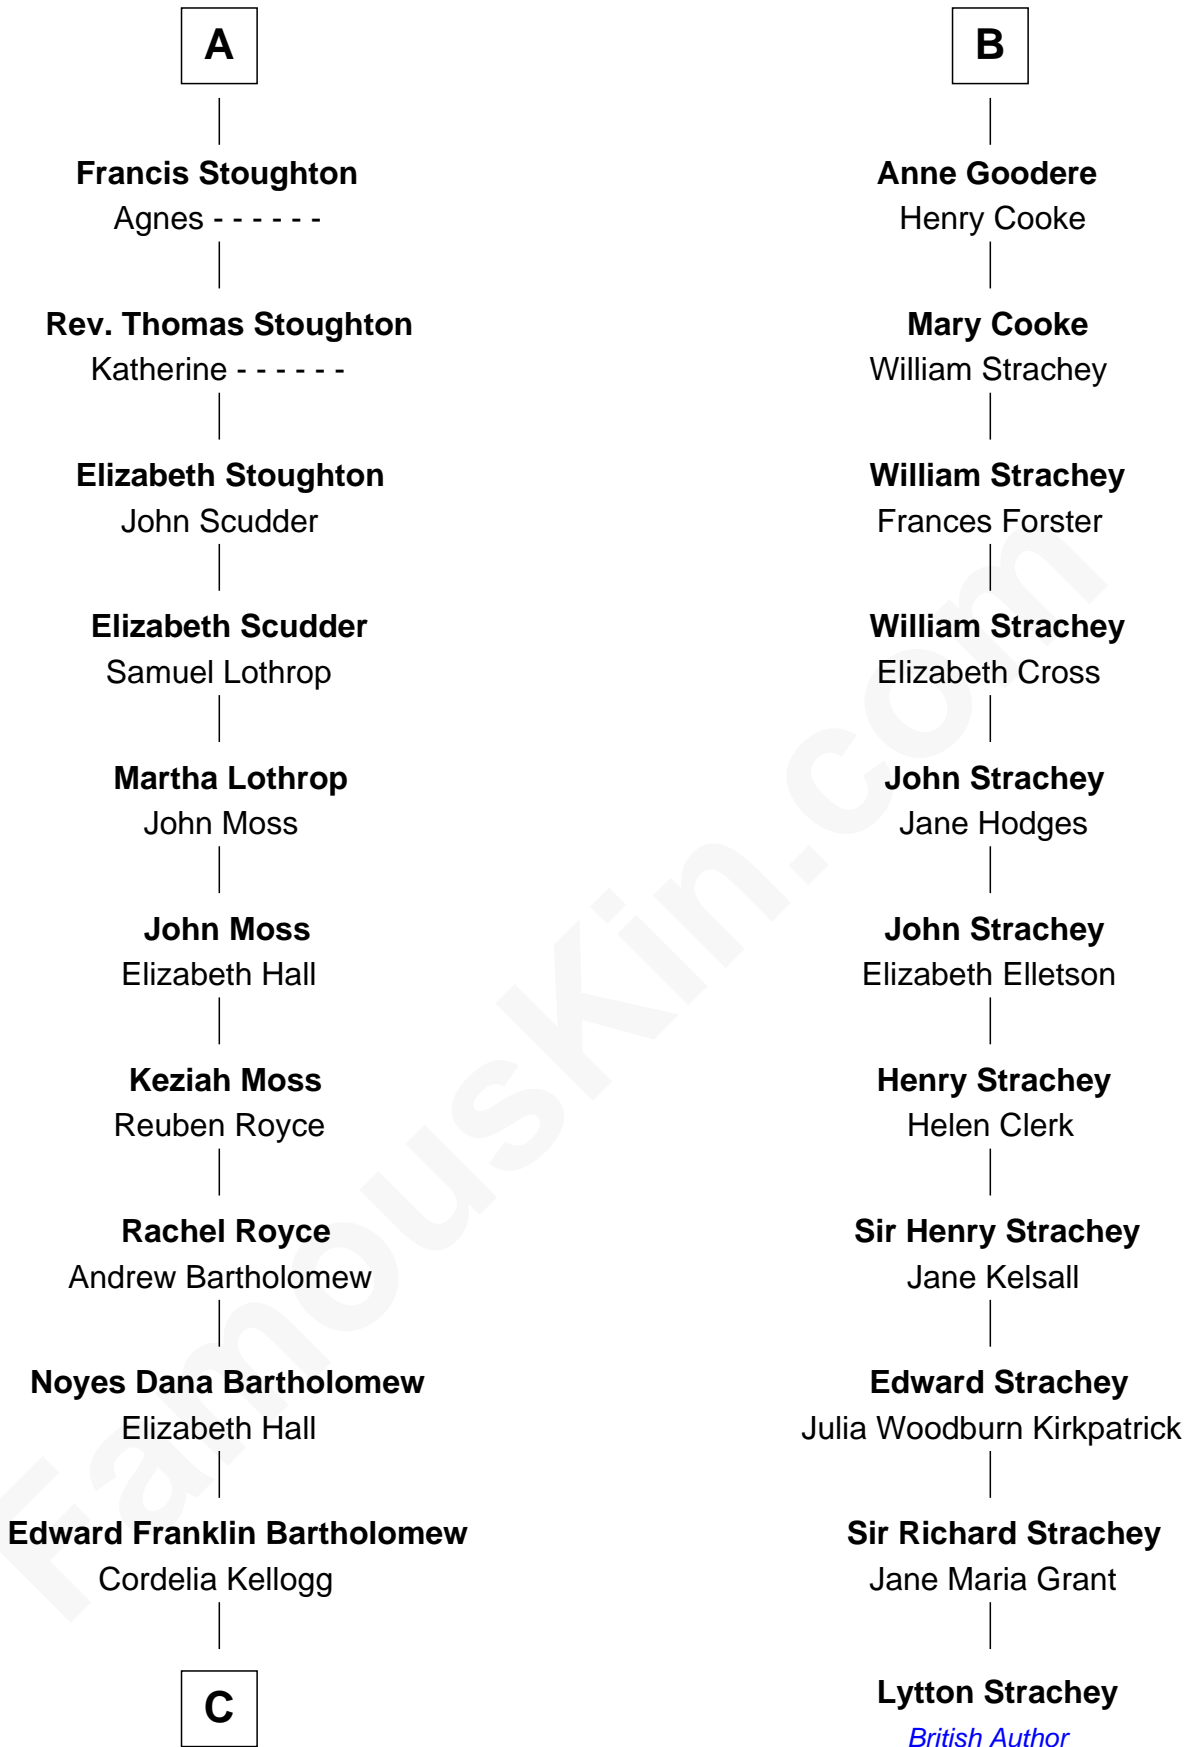 A
Francis Stoughton
Agnes - - - - - -
Rev. Thomas Stoughton
Katherine - - - - - -
Elizabeth Stoughton
John Scudder
Elizabeth Scudder
Samuel Lothrop
Martha Lothrop
John Moss
John Moss
Elizabeth Hall
Keziah Moss
Reuben Royce
Rachel Royce
Andrew Bartholomew
Noyes Dana Bartholomew
Elizabeth Hall
Edward Franklin Bartholomew
Cordelia Kellogg
C
B
Anne Goodere
Henry Cooke
Mary Cooke
William Strachey
William Strachey
Frances Forster
William Strachey
Elizabeth Cross
John Strachey
Jane Hodges
John Strachey
Elizabeth Elletson
Henry Strachey
Helen Clerk
Sir Henry Strachey
Jane Kelsall
Edward Strachey
Julia Woodburn Kirkpatrick
Sir Richard Strachey
Jane Maria Grant
Lytton Strachey
British Author
FamousKin.com